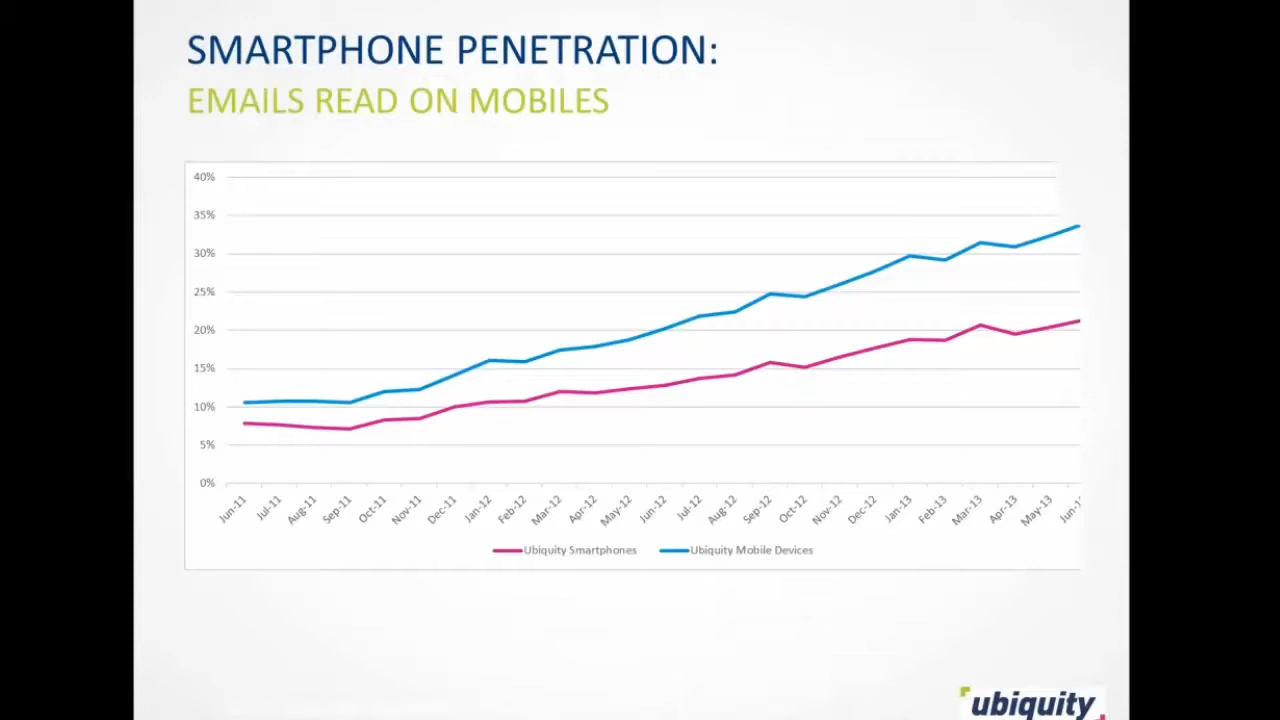 SMARTPHONE PENETRATION:
EMAILS READ ON MOBILES
40%
35%
30%
25%
20%
15%
10%
5%
0%
Jun-11 Jul-11 Aug-11 Sep-11 Oct-11 Nov-11 Dec-11 Jan-12 Feb-12 Mar-12 Apr-12 May-12 Jun-12 Jul-12 Aug-12 Sep-12 Oct-12 Nov-12 Dec-12 Jan-13 Feb-13 Mar-13 Apr-13 May-13 Jun-
Ubiquity Smartphones Ubiquity Mobile Devices
ubiquity